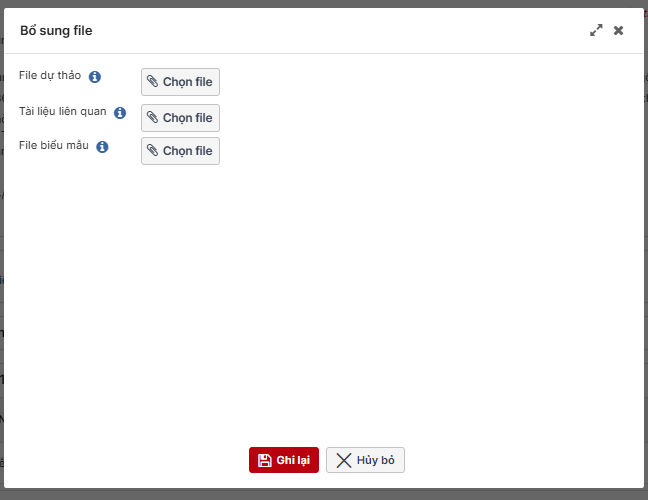 Bổ sung file
File dự thảo Chọn file
Tài liệu liên quan Chọn file
File biểu mẫu Chọn file
Ghi lại Hủy bỏ